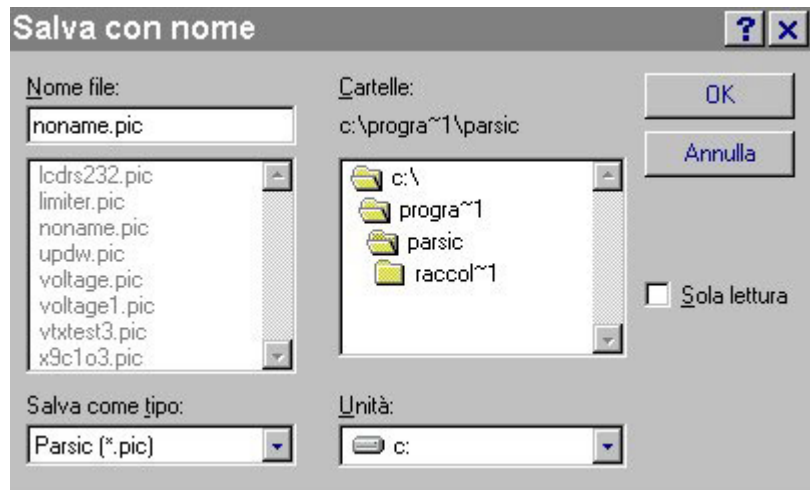 Salva con nome
Nome file:
noname.pic
lcdrs232.pic
limiter.pic
noname.pic
updw.pic
voltage.pic
voltage1.pic
vtxtest3.pic
x9c1o3.pic
Salva come tipo:
Parsic (*.pic)
Cartelle:
c:\progra~1\parsic
c:\
progra~1
parsic
raccol~1
Unità:
c:
OK
Annulla
Sola lettura